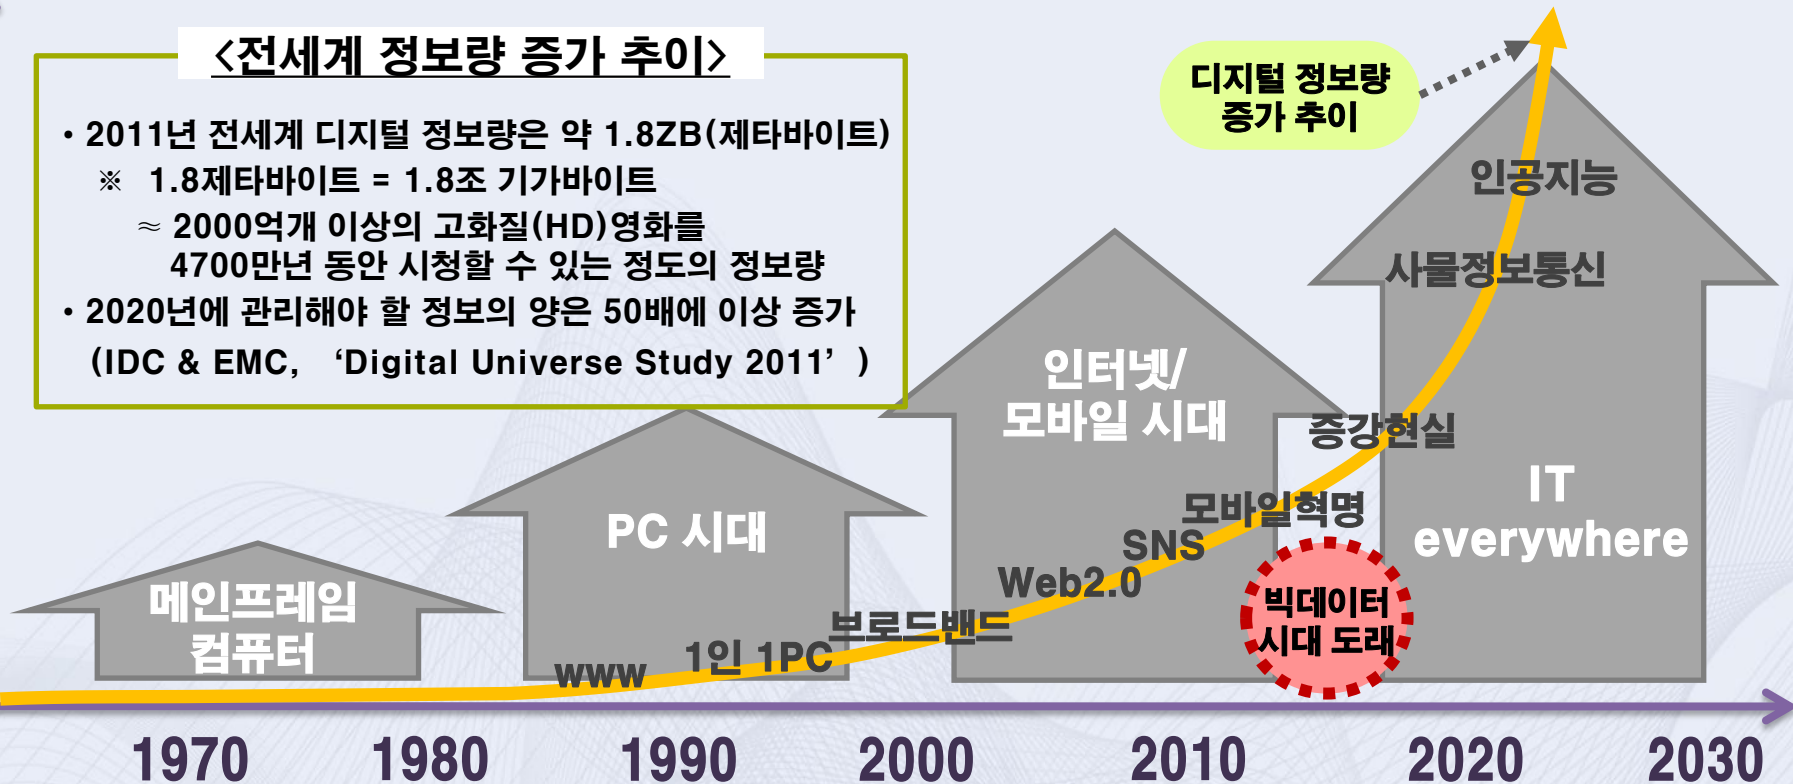 <전세계 정보량 증가 추이>
• 2011년 전세계 디지털 정보량은 약 1.8ZB(제타바이트)
※ 1.8제타바이트 = 1.8조 기가바이트
≈ 2000억개 이상의 고화질(HD)영화를
4700만년 동안 시청할 수 있는 정도의 정보량
• 2020년에 관리해야 할 정보의 양은 50배에 이상 증가
(IDC & EMC, ‘Digital Universe Study 2011’ )
디지털 정보량
증가 추이
인공지능
사물정보통신
증강현실
모바일혁명
SNS
Web2.0
브로드밴드
1인 1PC
www
메인프레임
컴퓨터
PC 시대
인터넷/
모바일 시대
IT
everywhere
빅데이터
시대 도래
1970 1980 1990 2000 2010 2020 2030